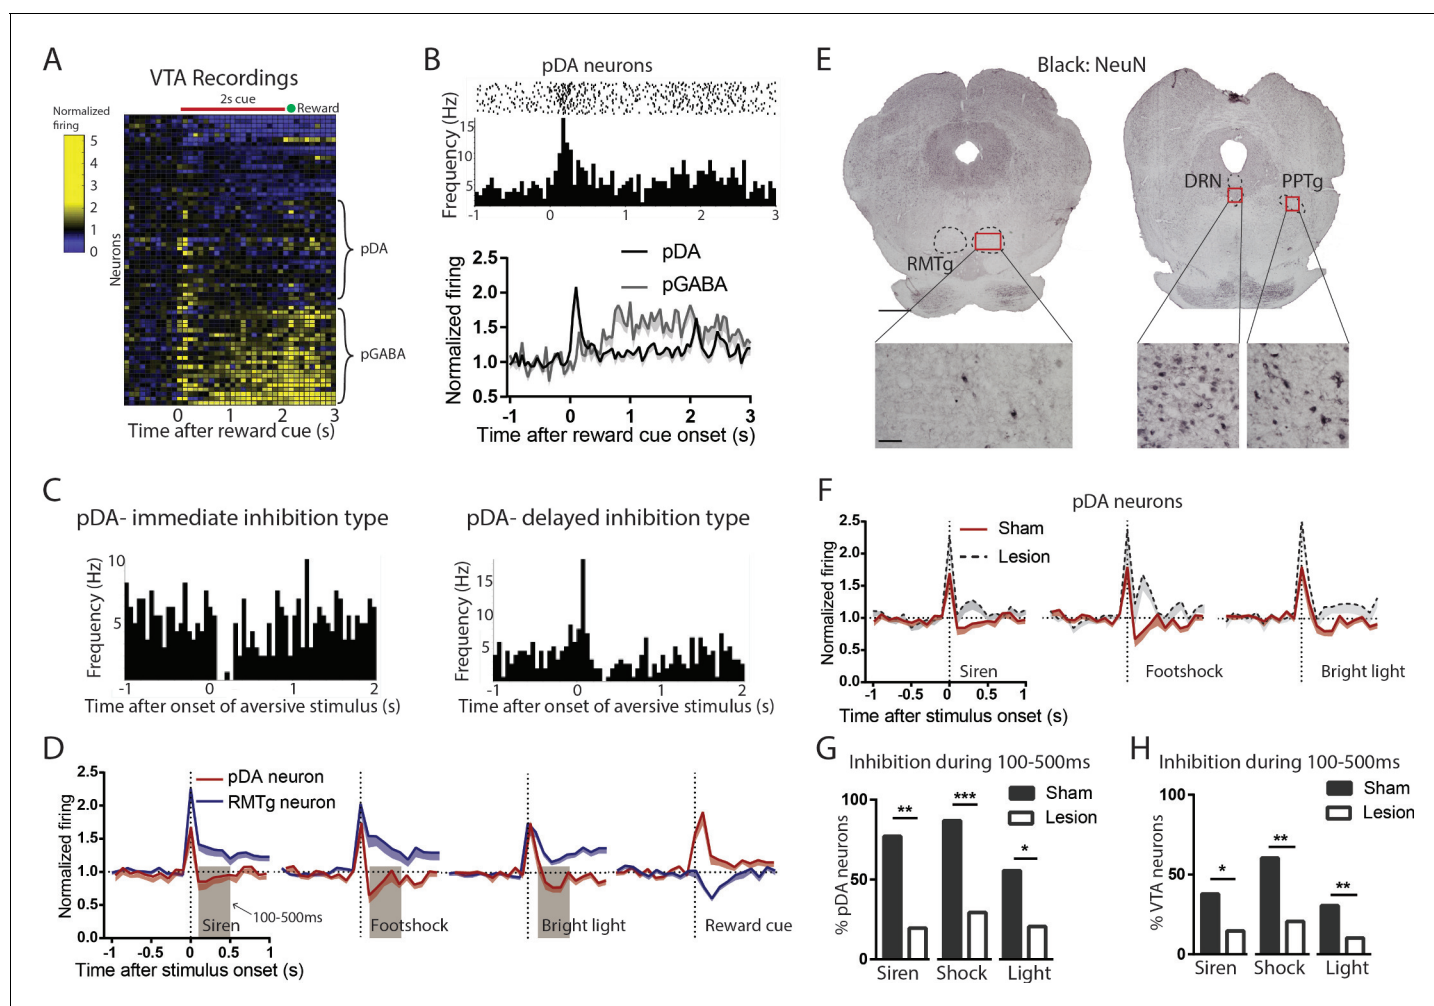 A
VTA Recordings
Normalized
firing
2s cue
Reward
5
4
3
2
1
0
Neurons
pDA
pGABA
0 1 2 3
Time after reward cue (s)
B
pDA neurons
Frequency (Hz)
15
10
5
-1 0 1 2 3
Normalized firing
2.5
2.0
1.5
1.0
0.5
pDA
pGABA
-1 0 1 2 3
Time after reward cue onset (s)
E
Black: NeuN
RMTg
DRN
PPTg
C
pDA- immediate inhibition type
Frequency (Hz)
10
5
-1 0 1 2
Time after onset of aversive stimulus (s)
pDA- delayed inhibition type
Frequency (Hz)
15
10
5
-1 0 1 2
Time after onset of aversive stimulus (s)
D
Normalized firing
2.5
2.0
1.5
1.0
0.5
0.0
pDA neuron
RMTg neuron
Siren
100-500ms
Footshock
Bright light
Reward cue
-1 -0.5 0 0.5 1
Time after stimulus onset (s)
F
pDA neurons
Normalized firing
2.5
2.0
1.5
1.0
0.5
0.0
Sham
Lesion
Siren
Footshock
Bright light
-1 -0.5 0 0.5 1
Time after stimulus onset (s)
G
Inhibition during 100-500ms
% pDA neurons
100
50
0
Sham
Lesion
** *** *
Siren Shock Light
H
Inhibition during 100-500ms
% VTA neurons
100
50
0
Sham
Lesion
* ** **
Siren Shock Light